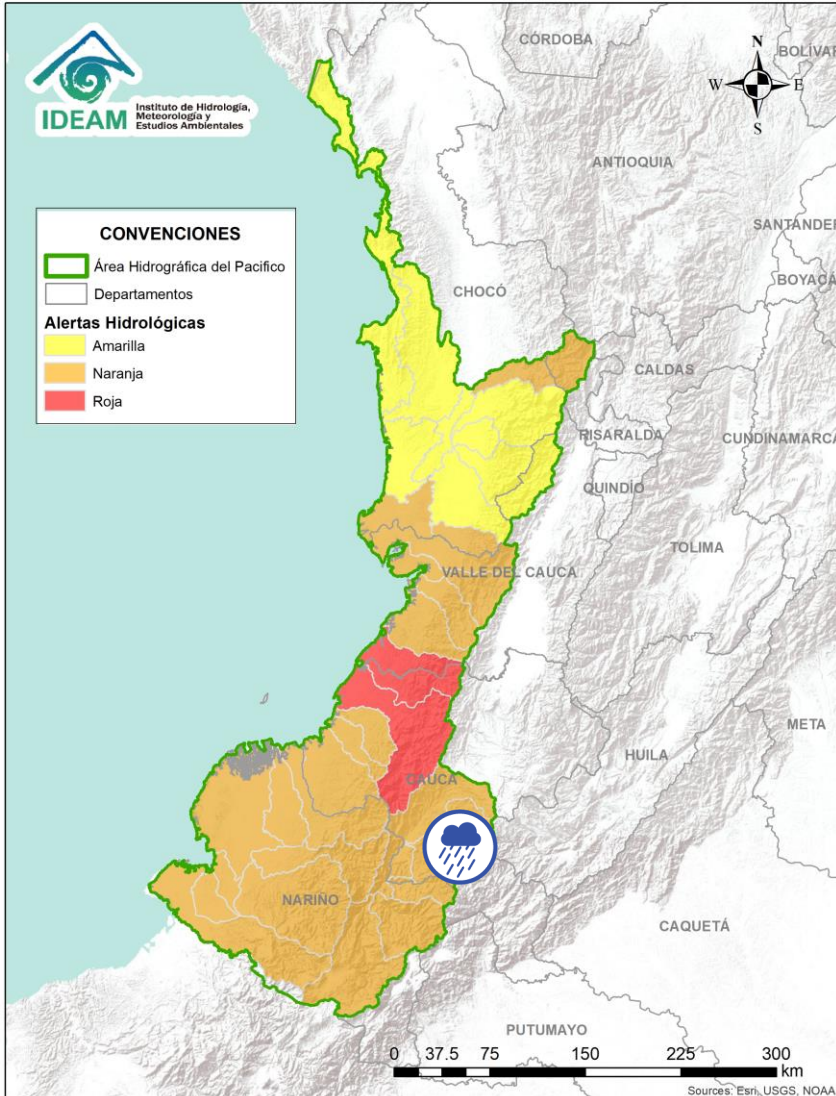 IDEAM
Instituto de Hidrología,
Meteorología y
Estudios Ambientales
CONVENCIONES
Área Hidrográfica del Pacifico
Departamentos
Alertas Hidrológicas
Amarilla
Naranja
Roja
N
W
E
S
CÓRDOBA
BOLÍVAR
ANTIOQUIA
SANTANDER
BOYACÁ
CHOCÓ
CALDAS
RISARALDA
CUNDINAMARCA
QUINDÍO
TOLIMA
VALLE DEL CAUCA
META
HUILA
CAUCA
NARIÑO
CAQUETÁ
PUTUMAYO
0 37.5 75 150 225 300
km
Sources: Esri, USGS, NOAA